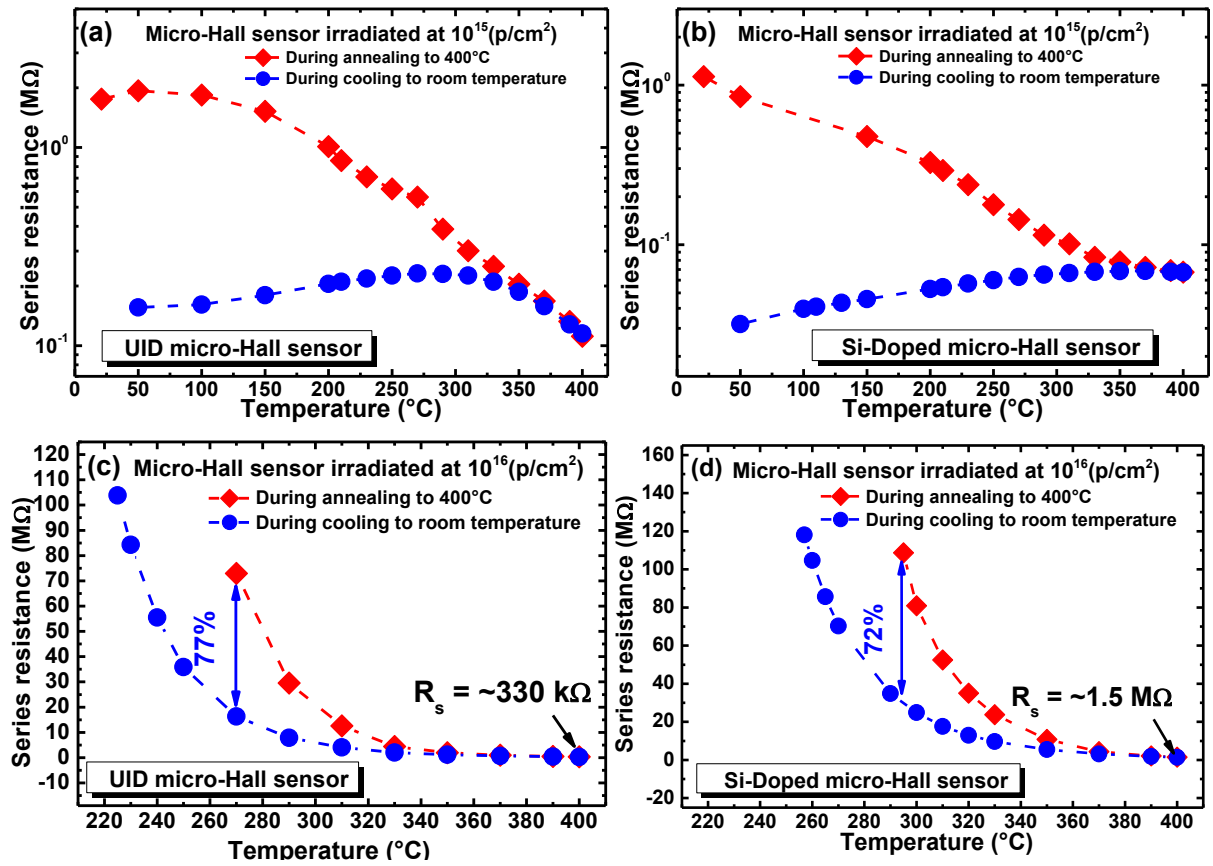 (a)
Micro-Hall sensor irradiated at 10¹⁵(p/cm²)
During annealing to 400°C
During cooling to room temperature
Series resistance (MΩ)
10⁰
10⁻¹
UID micro-Hall sensor
0 50 100 150 200 250 300 350 400
Temperature (°C)
(b)
Micro-Hall sensor irradiated at 10¹⁵(p/cm²)
During annealing to 400°C
During cooling to room temperature
Series resistance (MΩ)
10⁰
10⁻¹
Si-Doped micro-Hall sensor
0 50 100 150 200 250 300 350 400
Temperature (°C)
(c)
Micro-Hall sensor irradiated at 10¹⁶(p/cm²)
During annealing to 400°C
During cooling to room temperature
Series resistance (MΩ)
120
110
100
90
80
70
60
50
40
30
20
10
0
-10
77%
Rₛ = ~330 kΩ
UID micro-Hall sensor
220 240 260 280 300 320 340 360 380 400
Temperature (°C)
(d)
Micro-Hall sensor irradiated at 10¹⁶(p/cm²)
During annealing to 400°C
During cooling to room temperature
Series resistance (MΩ)
160
140
120
100
80
60
40
20
0
-20
72%
Rₛ = ~1.5 MΩ
Si-Doped micro-Hall sensor
220 240 260 280 300 320 340 360 380 400
Temperature (°C)